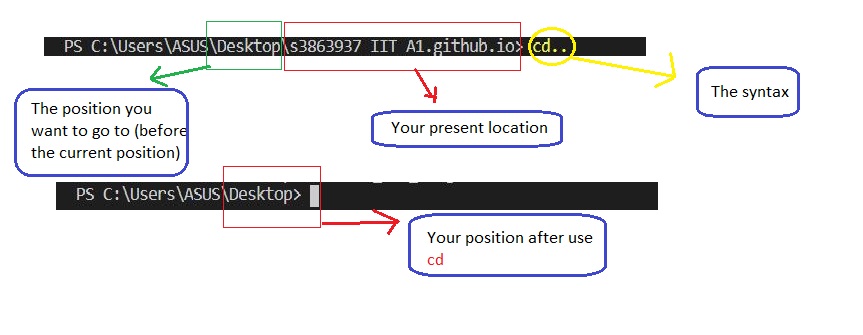 PS C:\Users\ASUS\Desktop\s3863937 IIT A1.github.io> cd..
The position you
want to go to (before
the current position)
Your present location
The syntax
PS C:\Users\ASUS\Desktop>
Your position after use
cd